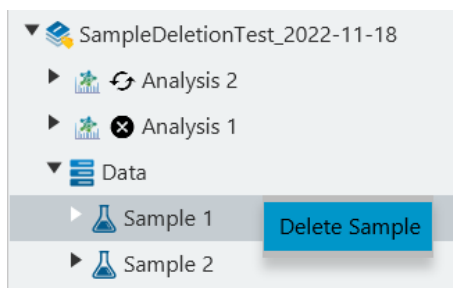 SampleDeletionTest_2022-11-18
Analysis 2
Analysis 1
Data
Sample 1
Delete Sample
Sample 2